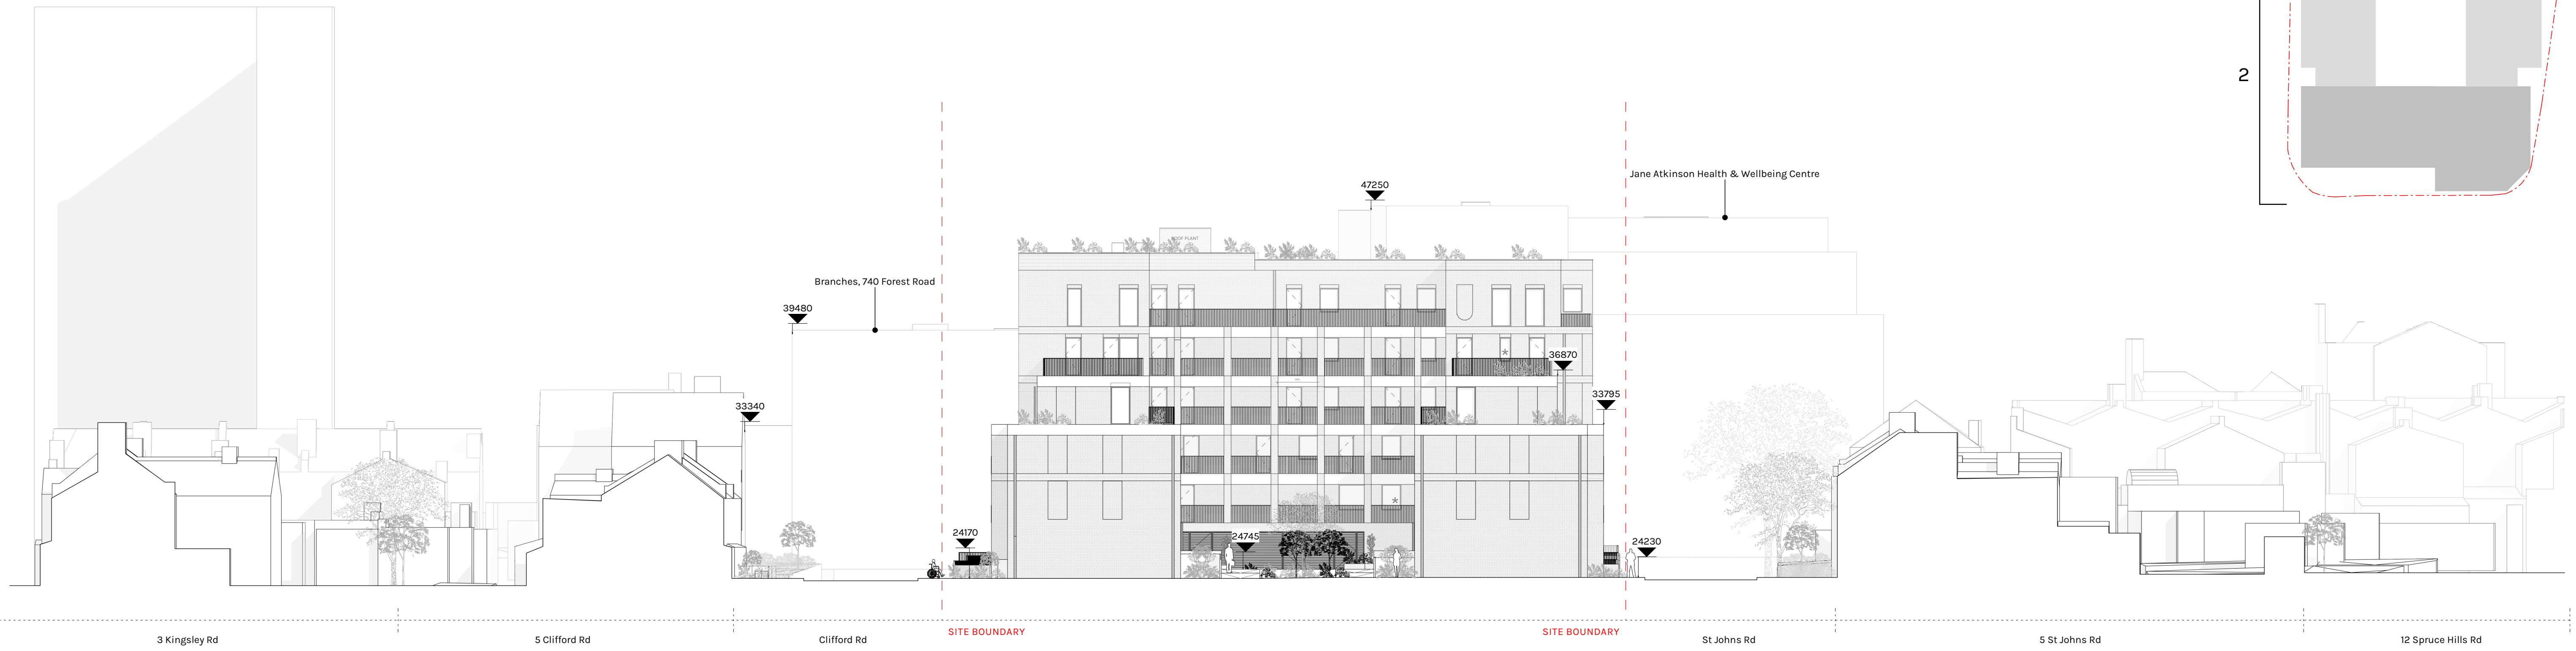 2
47250
Jane Atkinson Health & Wellbeing Centre
ROOF PLANT
Branches, 740 Forest Road
39480
36870
33795
33340
24170
24745
24230
SITE BOUNDARY
SITE BOUNDARY
3 Kingsley Rd
5 Clifford Rd
Clifford Rd
St Johns Rd
5 St Johns Rd
12 Spruce Hills Rd